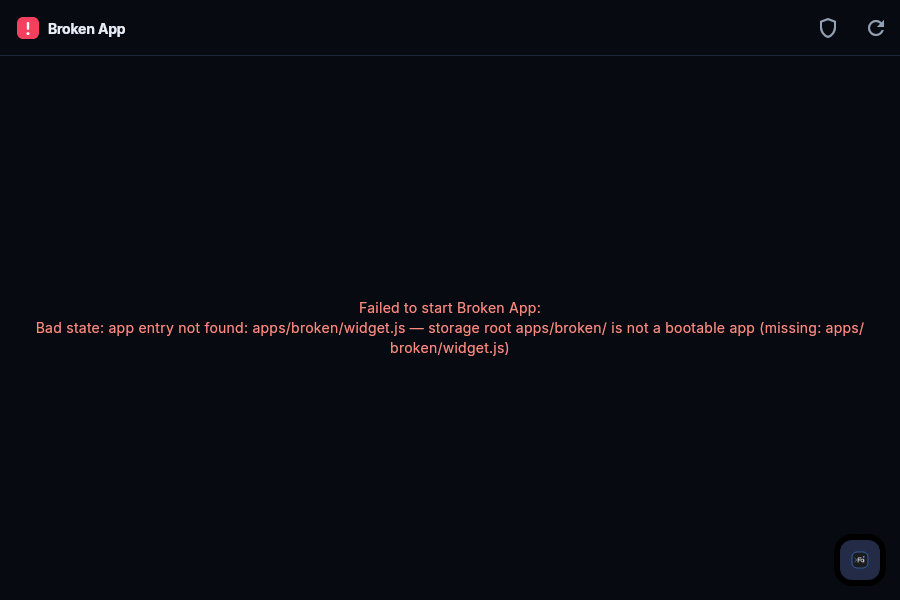 Broken App
Failed to start Broken App:
Bad state: app entry not found: apps/broken/widget.js — storage root apps/broken/ is not a bootable app (missing: apps/
broken/widget.js)